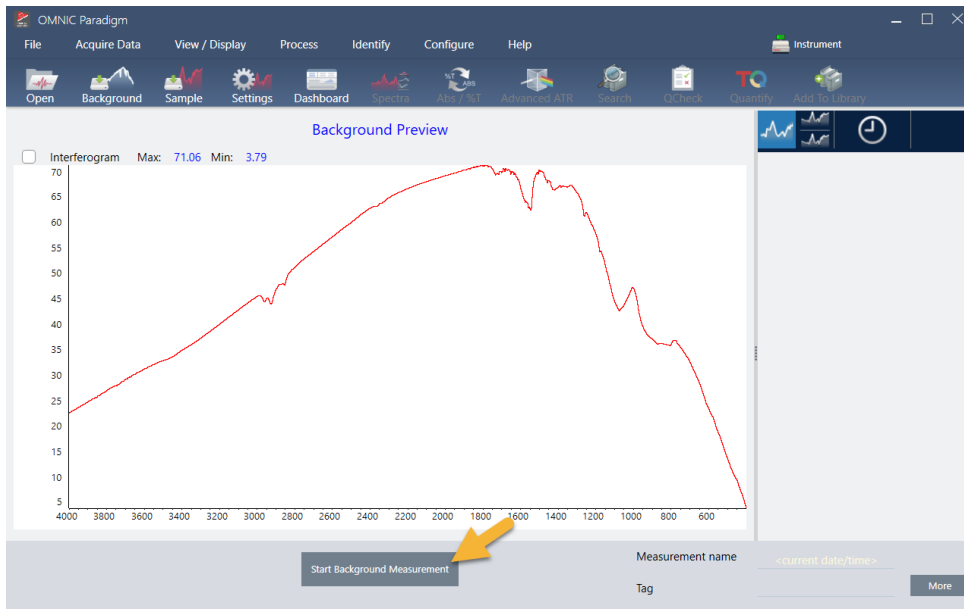 OMNIC Paradigm
File Acquire Data View / Display Process Identify Configure Help Instrument
%T ABS TQ
Open Background Sample Settings Dashboard Spectra Abs / %T Advanced ATR Search QCheck Quantify Add To Library
Background Preview
Interferogram Max: 71.06 Min: 3.79
70
65
60
55
50
45
40
35
30
25
20
15
10
5
4000 3800 3600 3400 3200 3000 2800 2600 2400 2200 2000 1800 1600 1400 1200 1000 800 600
Start Background Measurement
Measurement name <current date/time>
Tag
More